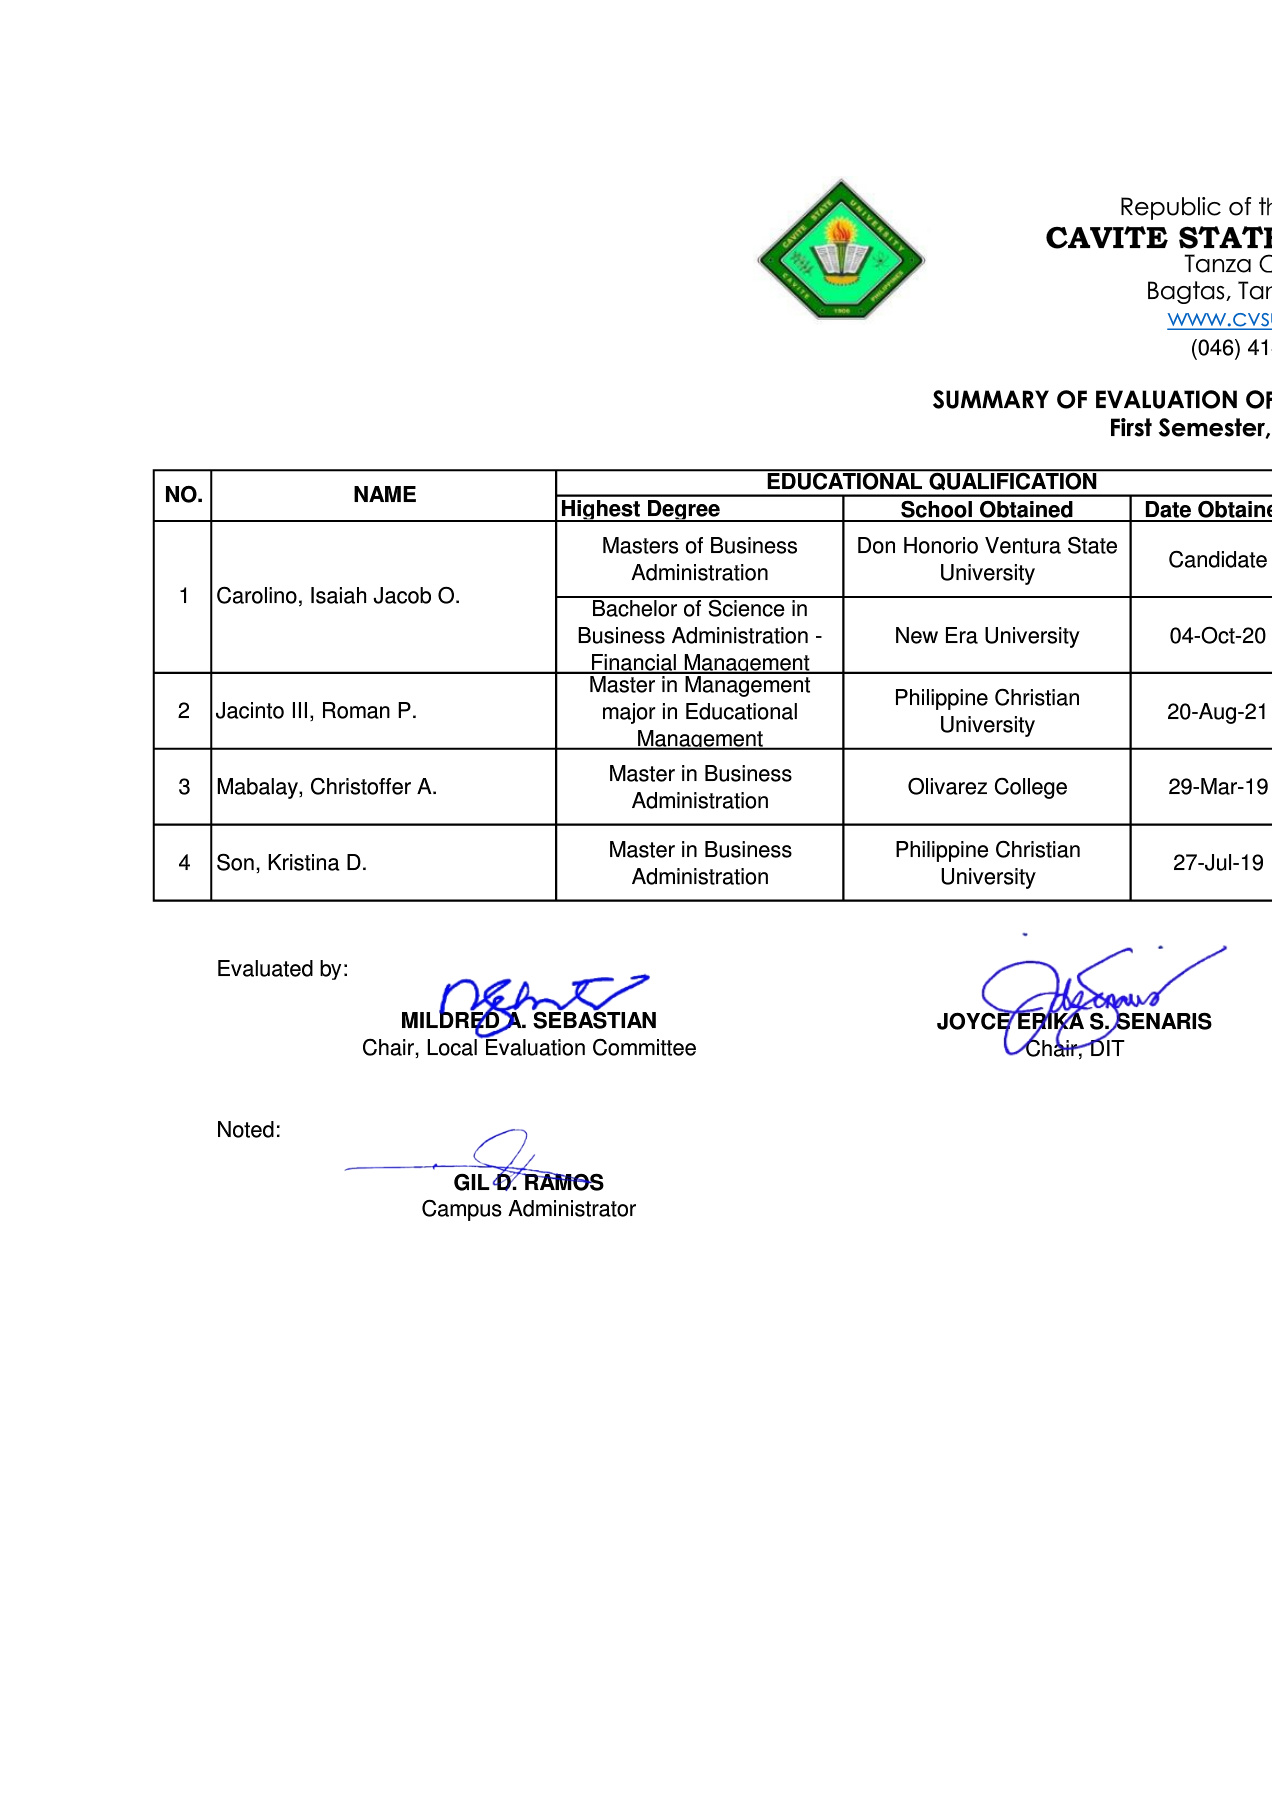 CAVITE STATE UNIVERSITY
CAVITE
PHILIPPINES
1906
Republic of th
CAVITE STATE
Tanza C
Bagtas, Tan
www.cvsu
(046) 41
SUMMARY OF EVALUATION OF
First Semester,
NO.
NAME
EDUCATIONAL QUALIFICATION
Highest Degree
School Obtained
Date Obtaine
1
Carolino, Isaiah Jacob O.
Masters of Business
Administration
Don Honorio Ventura State
University
Candidate
Bachelor of Science in
Business Administration -
Financial Management
New Era University
04-Oct-20
2
Jacinto III, Roman P.
Master in Management
major in Educational
Management
Philippine Christian
University
20-Aug-21
3
Mabalay, Christoffer A.
Master in Business
Administration
Olivarez College
29-Mar-19
4
Son, Kristina D.
Master in Business
Administration
Philippine Christian
University
27-Jul-19
Evaluated by:
MILDRED A. SEBASTIAN
Chair, Local Evaluation Committee
JOYCE ERIKA S. SENARIS
Chair, DIT
Noted:
GIL D. RAMOS
Campus Administrator